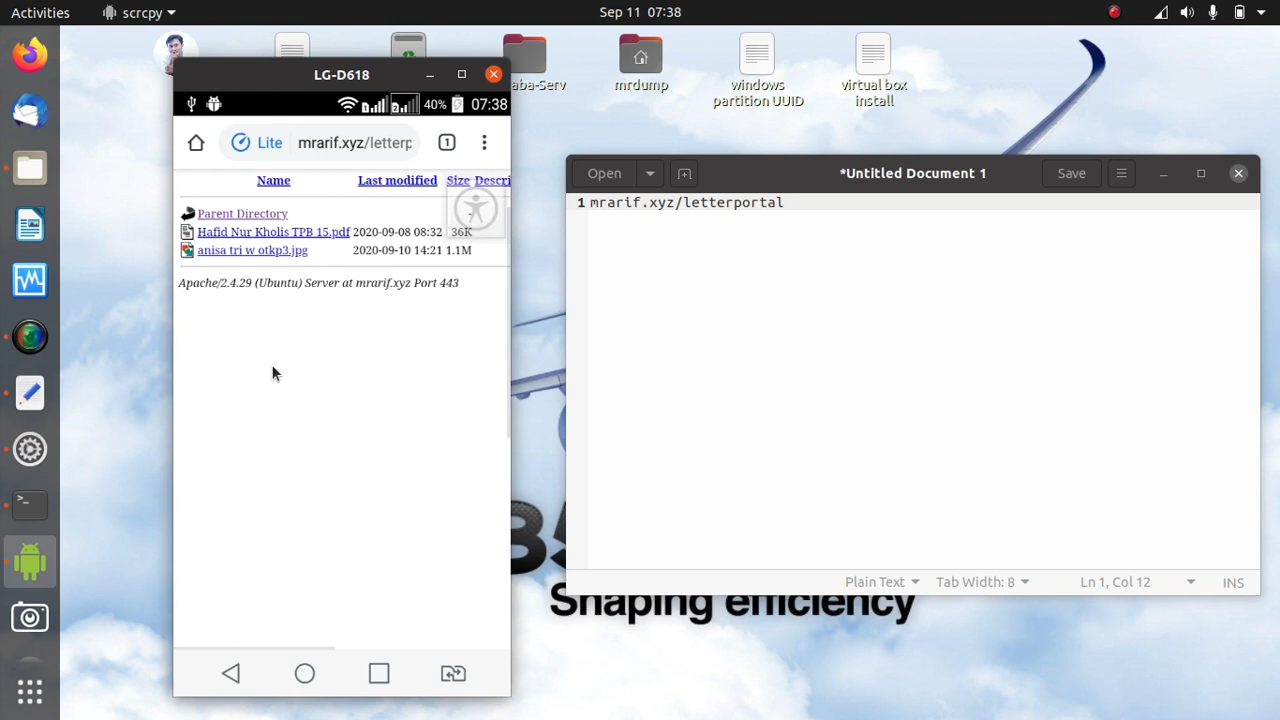 Activities scrcpy Sep 11 07:38
aba-Serv
mrdump
windows
partition UUID
virtual box
install
LG-D618
40% 07:38
Lite mrarif.xyz/letterp 1
Name Last modified Size Descri
Parent Directory -
Hafid Nur Kholis TPB 15.pdf 2020-09-08 08:32 36K
anisa tri w otkp3.jpg 2020-09-10 14:21 1.1M
Apache/2.4.29 (Ubuntu) Server at mrarif.xyz Port 443
Open *Untitled Document 1 Save
1 mrarif.xyz/letterportal
Plain Text Tab Width: 8 Ln 1, Col 12 INS
Shaping efficiency